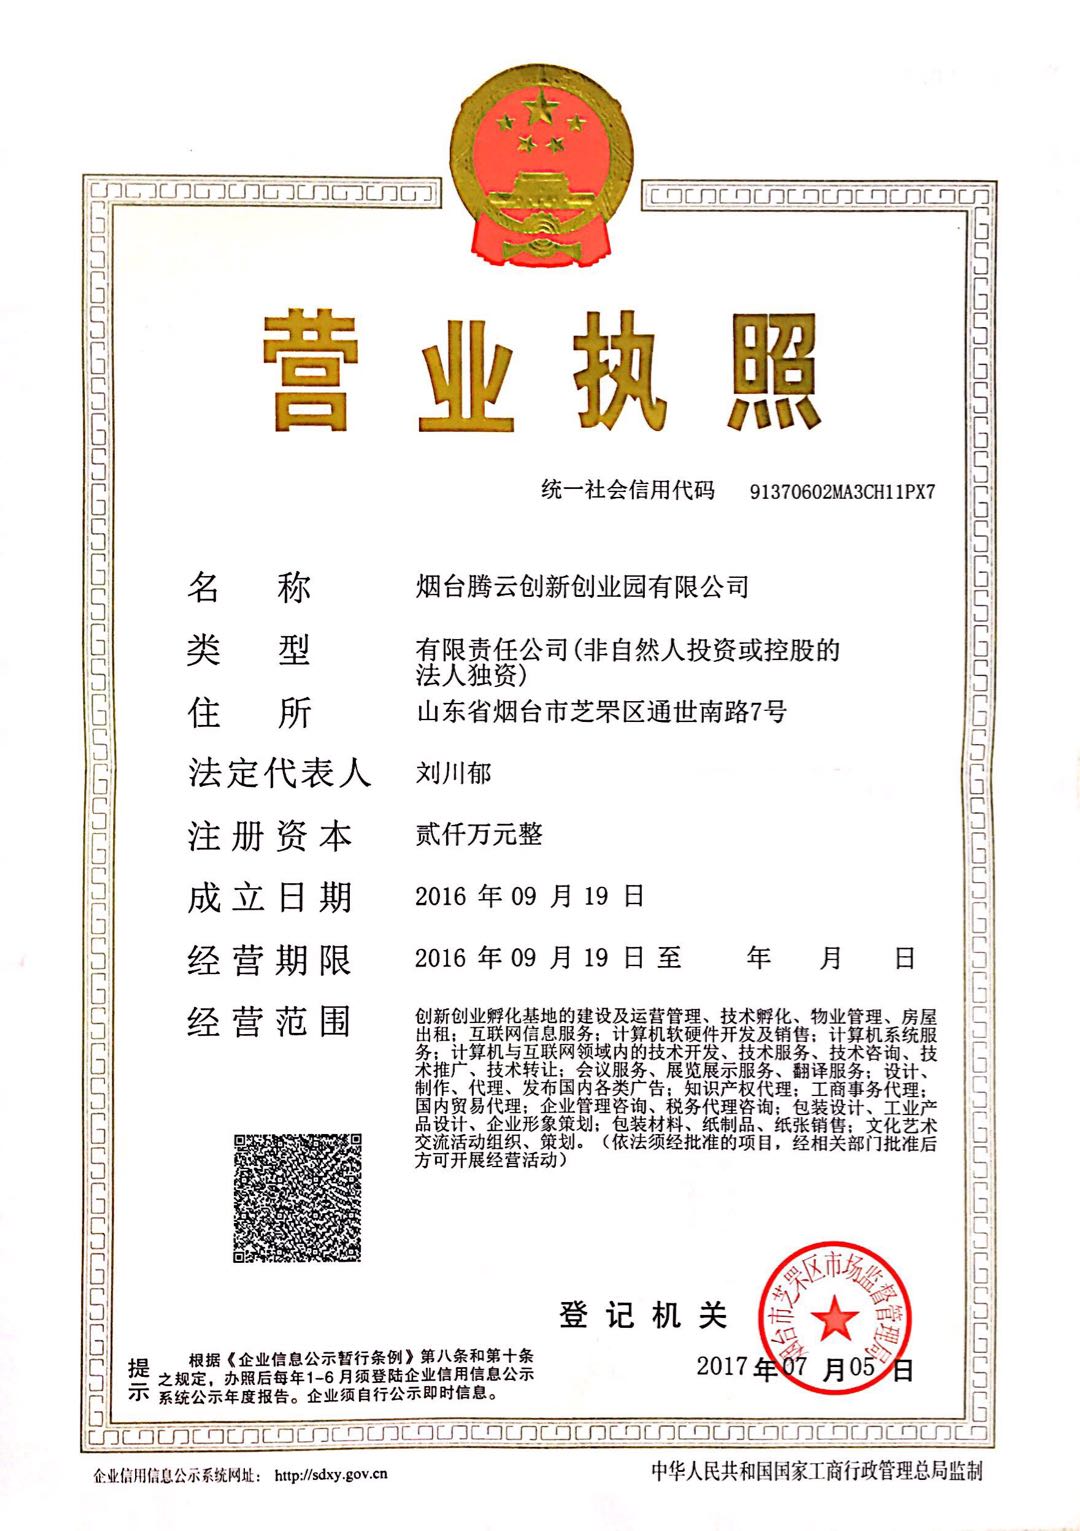 营业执照
统一社会信用代码 91370602MA3CH11PX7
名称 烟台腾云创新创业园有限公司
类型 有限责任公司(非自然人投资或控股的
法人独资)
住所 山东省烟台市芝罘区通世南路7号
法定代表人 刘川郁
注册资本 贰仟万元整
成立日期 2016 年 09 月 19 日
经营期限 2016 年 09 月 19 日 至 年 月 日
经营范围 创新创业孵化基地的建设及运营管理、技术孵化、物业管理、房屋
出租；互联网信息服务；计算机软硬件开发及销售；计算机系统服
务；计算机与互联网领域内的技术开发、技术服务、技术咨询、技
术推广、技术转让；会议服务、展览展示服务、翻译服务；设计、
制作、代理、发布国内各类广告；知识产权代理；工商事务代理；
国内贸易代理；企业管理咨询、税务代理咨询；包装设计、工业产
品设计、企业形象策划；包装材料、纸制品、纸张销售；文化艺术
交流活动组织、策划。（依法须经批准的项目，经相关部门批准后
方可开展经营活动）
烟台市芝罘区市场监督管理局
登记机关
2017 年 07 月 05 日
提示
根据《企业信息公示暂行条例》第八条和第十条
之规定，办照后每年1-6月须登陆企业信用信息公示
系统公示年度报告。企业须自行公示即时信息。
企业信用信息公示系统网址： http://sdxy.gov.cn
中华人民共和国国家工商行政管理总局监制